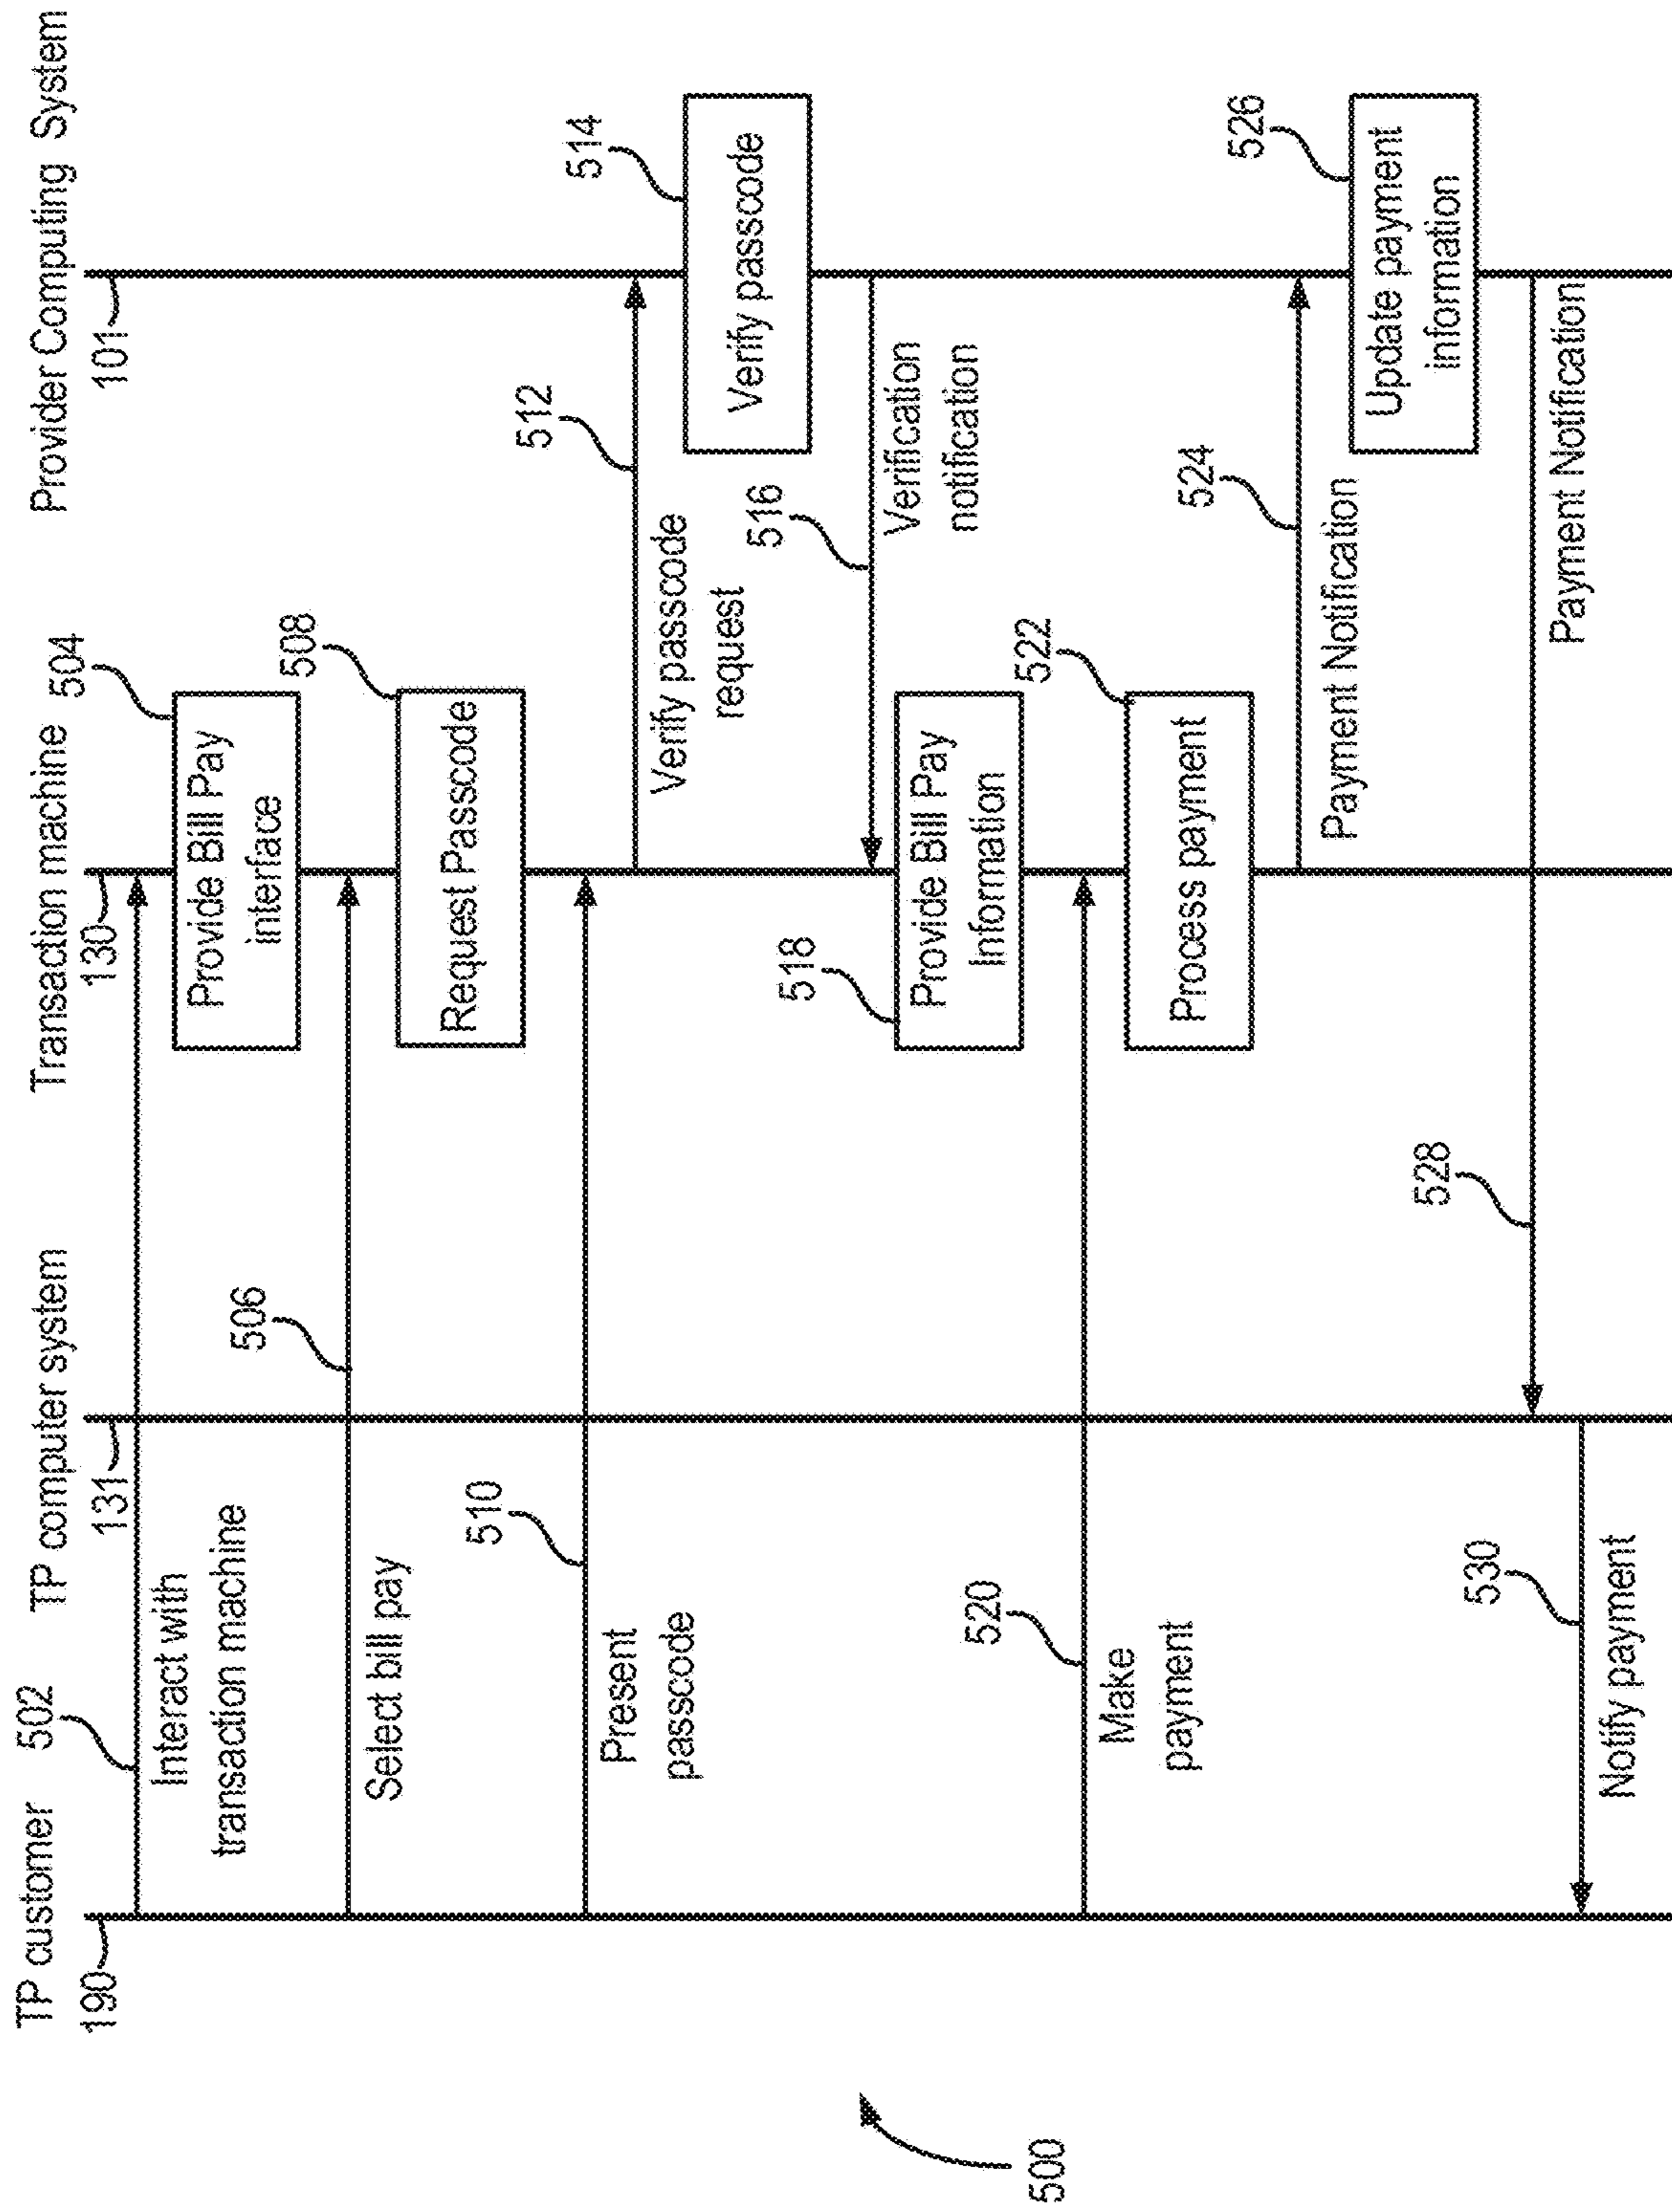 TP customer
190
502
TP computer system
131
Transaction machine
130
Provider Computing System
101
Interact with
transaction machine
504
Provide Bill Pay
interface
506
Select bill pay
508
Request Passcode
510
Present
passcode
512
Verify passcode
request
514
Verify passcode
516
Verification
notification
518
Provide Bill Pay
Information
520
Make
payment
522
Process payment
524
Payment Notification
526
Update payment
information
528
Payment Notification
530
Notify payment
500